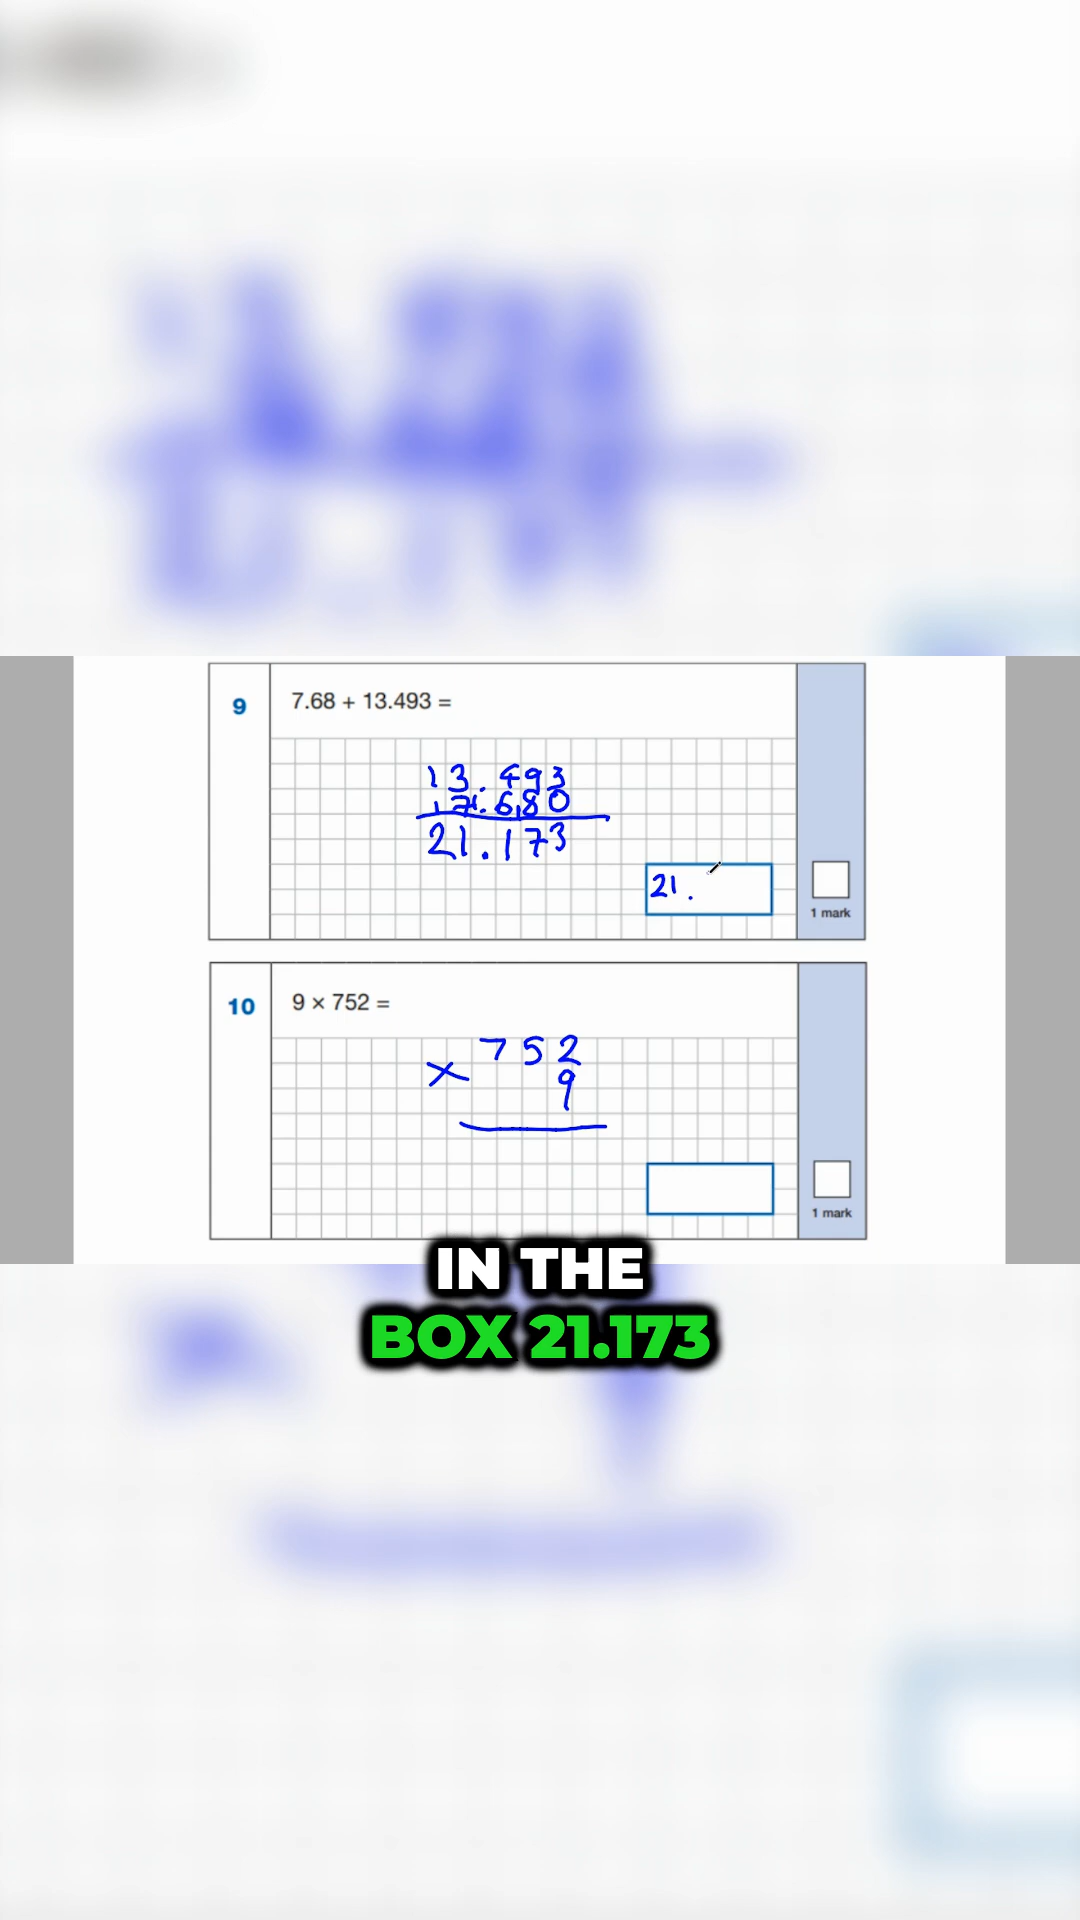 9
7.68 + 13.493 =
13.493
7.680
21.173
21.
1 mark
10
9 × 752 =
752
× 9
1 mark
IN THE
BOX 21.173